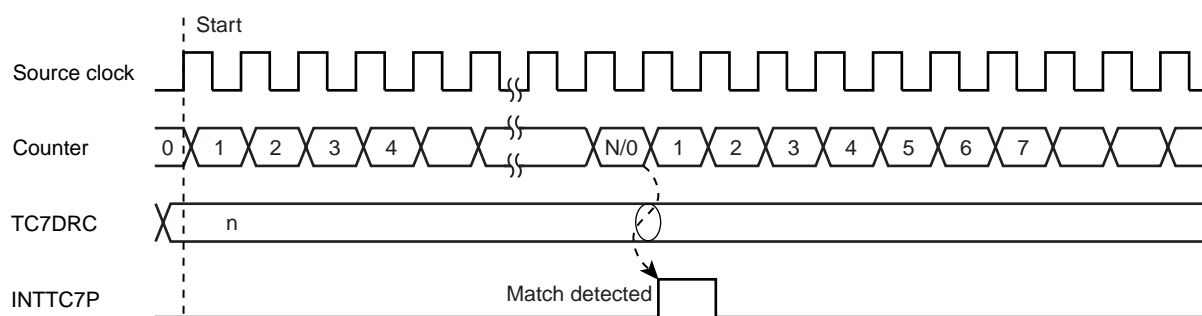 Start
Source clock
Counter 0 1 2 3 4 N/0 1 2 3 4 5 6 7
TC7DRC n
INTTC7P Match detected